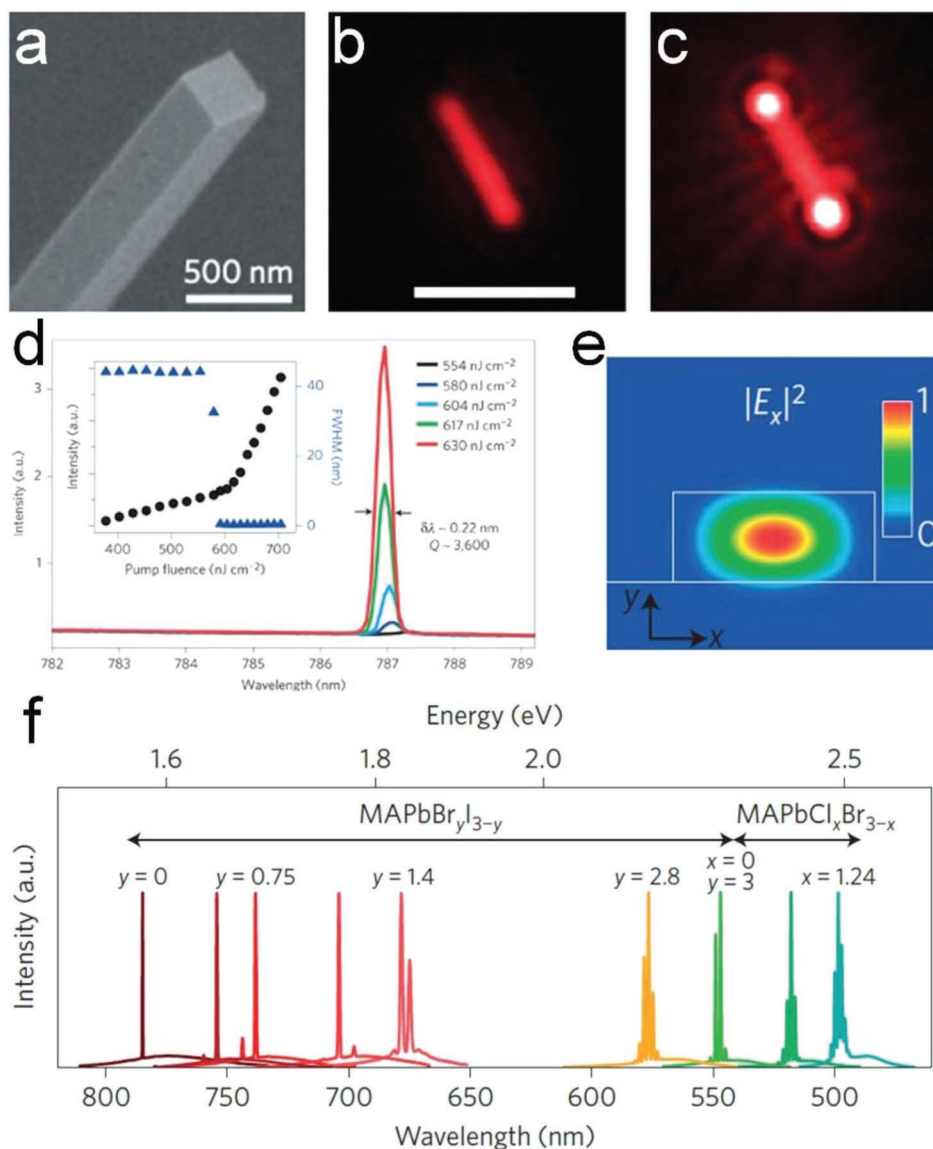 a
500 nm
b
c
d
3
2
1
Intensity (a.u.)
782 783 784 785 786 787 788 789
Wavelength (nm)
Intensity (a.u.)
400 500 600 700
Pump fluence (nJ cm⁻²)
40
20
0
FWHM (nm)
554 nJ cm⁻²
580 nJ cm⁻²
604 nJ cm⁻²
617 nJ cm⁻²
630 nJ cm⁻²
δλ ~ 0.22 nm
Q ~ 3,600
e
|Eₓ|²
1
0
y
x
f
Energy (eV)
1.6 1.8 2.0 2.5
MAPbBr_yI_{3−y} MAPbCl_xBr_{3−x}
y = 0 y = 0.75 y = 1.4 y = 2.8 x = 0 x = 1.24
y = 3
Intensity (a.u.)
800 750 700 650 600 550 500
Wavelength (nm)